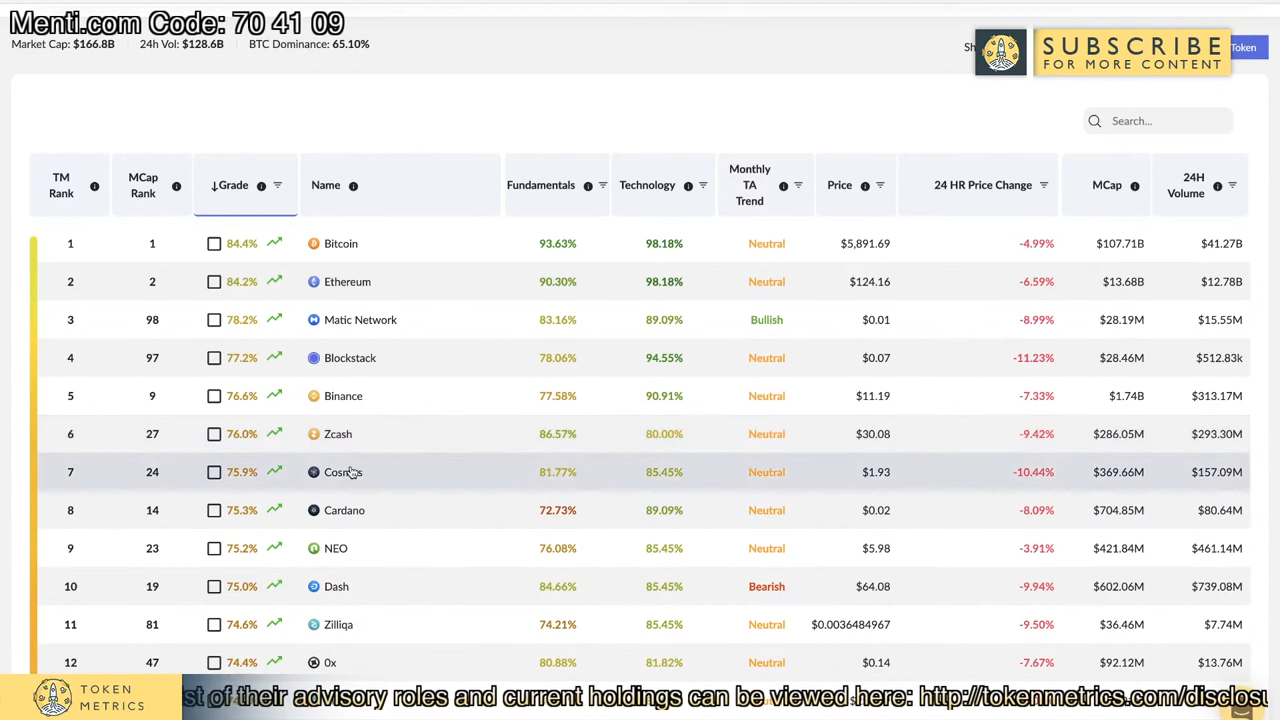 Menti.com Code: 70 41 09
Market Cap: $166.8B 24h Vol: $128.6B BTC Dominance: 65.10%
Sh
SUBSCRIBE
FOR MORE CONTENT
Token
Search...
TM Rank MCap Rank ↓Grade Name Fundamentals Technology Monthly TA Trend Price 24 HR Price Change MCap 24H Volume
1 1 84.4% Bitcoin 93.63% 98.18% Neutral $5,891.69 -4.99% $107.71B $41.27B
2 2 84.2% Ethereum 90.30% 98.18% Neutral $124.16 -6.59% $13.68B $12.78B
3 98 78.2% Matic Network 83.16% 89.09% Bullish $0.01 -8.99% $28.19M $15.55M
4 97 77.2% Blockstack 78.06% 94.55% Neutral $0.07 -11.23% $28.46M $512.83k
5 9 76.6% Binance 77.58% 90.91% Neutral $11.19 -7.33% $1.74B $313.17M
6 27 76.0% Zcash 86.57% 80.00% Neutral $30.08 -9.42% $286.05M $293.30M
7 24 75.9% Cosmos 81.77% 85.45% Neutral $1.93 -10.44% $369.66M $157.09M
8 14 75.3% Cardano 72.73% 89.09% Neutral $0.02 -8.09% $704.85M $80.64M
9 23 75.2% NEO 76.08% 85.45% Neutral $5.98 -3.91% $421.84M $461.14M
10 19 75.0% Dash 84.66% 85.45% Bearish $64.08 -9.94% $602.06M $739.08M
11 81 74.6% Zilliqa 74.21% 85.45% Neutral $0.0036484967 -9.50% $36.46M $7.74M
12 47 74.4% 0x 80.88% 81.82% Neutral $0.14 -7.67% $92.12M $13.76M
TOKEN
METRICS
st of their advisory roles and current holdings can be viewed here: http://tokenmetrics.com/disclosu